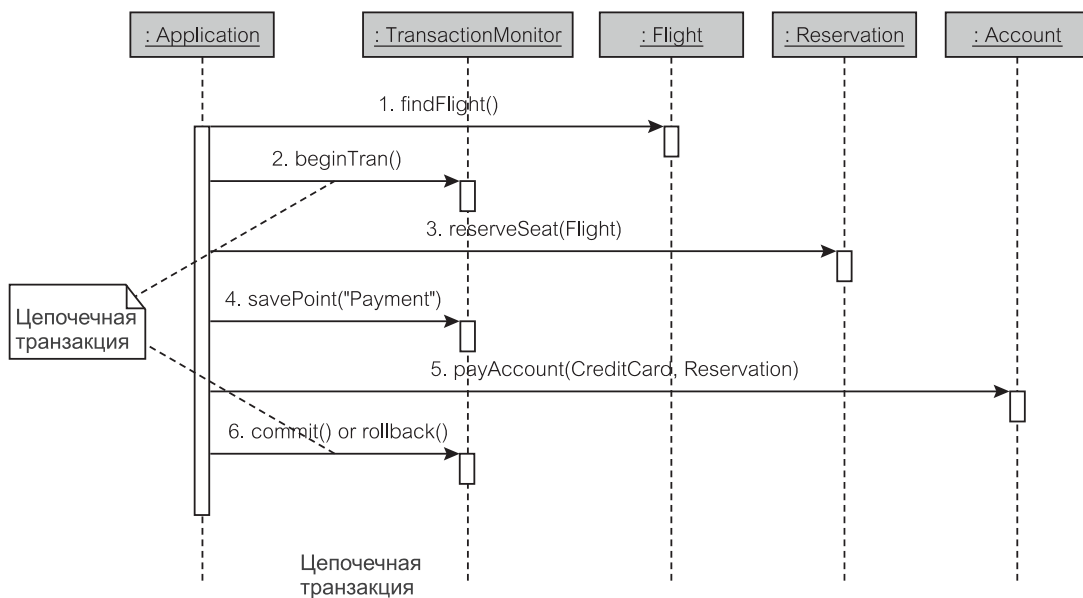 : Application
: TransactionMonitor
: Flight
: Reservation
: Account
1. findFlight()
2. beginTran()
3. reserveSeat(Flight)
Цепочечная
транзакция
4. savePoint("Payment")
5. payAccount(CreditCard, Reservation)
6. commit() or rollback()
Цепочечная
транзакция